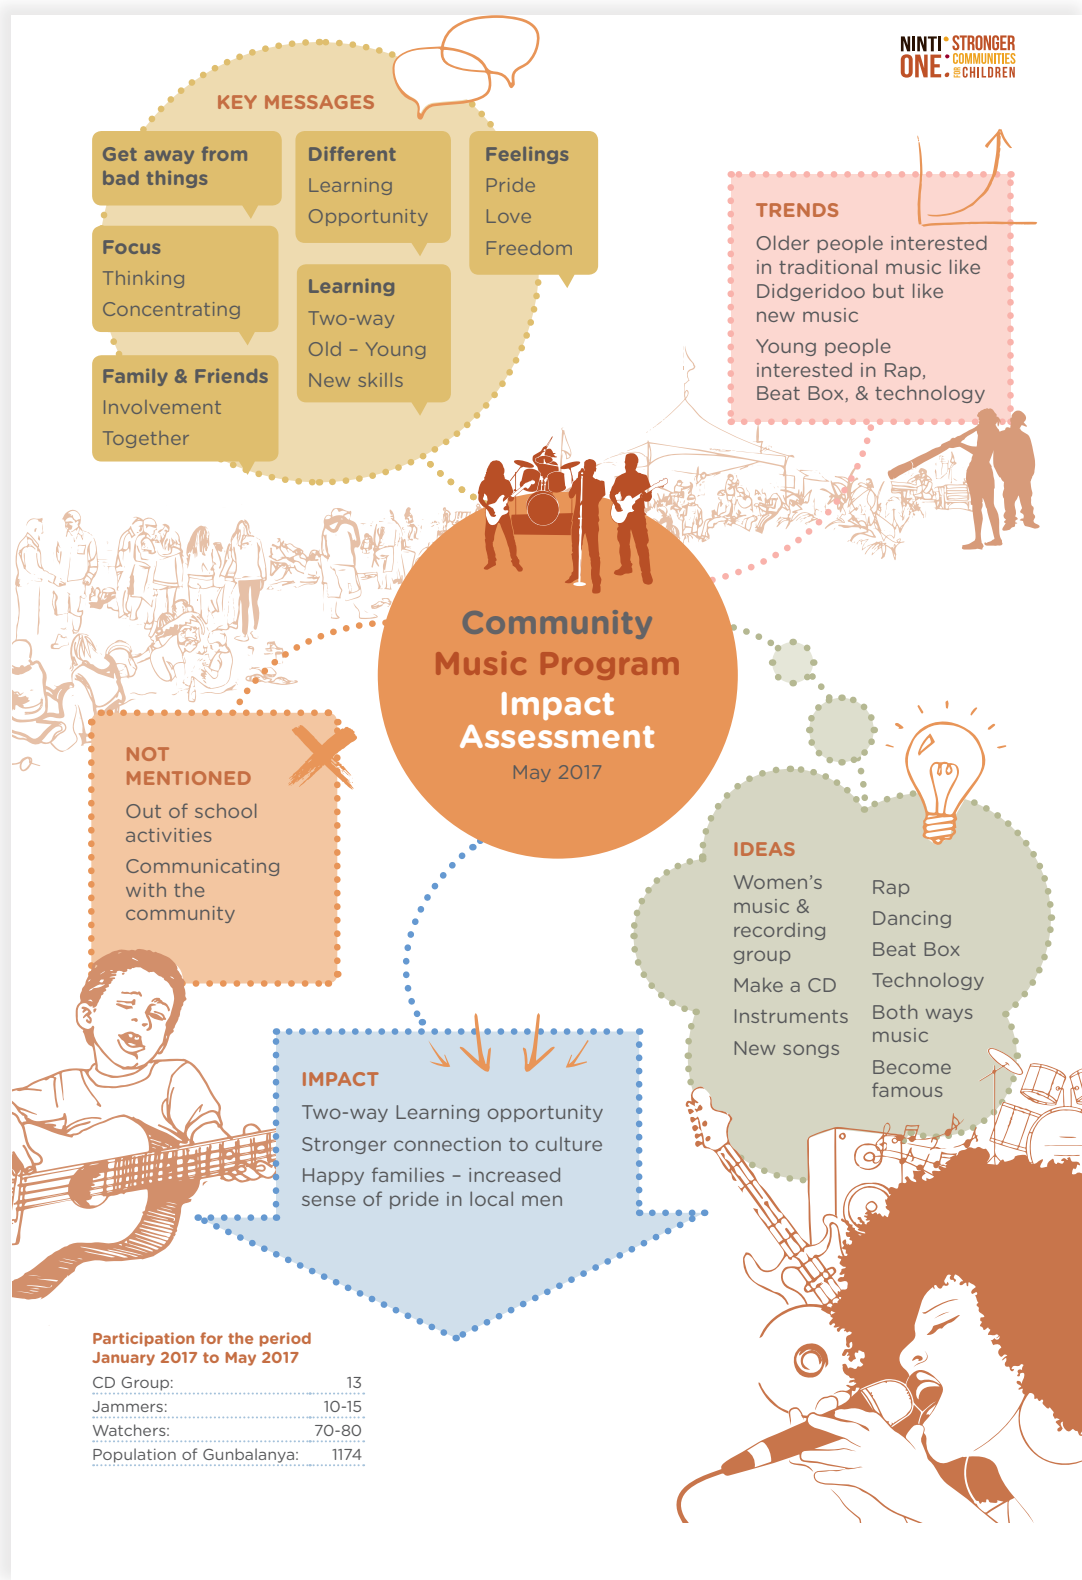 NINTI STRONGER
ONE COMMUNITIES
FOR CHILDREN
KEY MESSAGES
Get away from
bad things
Focus
Thinking
Concentrating
Family & Friends
Involvement
Together
Different
Learning
Opportunity
Learning
Two-way
Old – Young
New skills
Feelings
Pride
Love
Freedom
TRENDS
Older people interested
in traditional music like
Didgeridoo but like
new music
Young people
interested in Rap,
Beat Box, & technology
Community
Music Program
Impact
Assessment
May 2017
NOT
MENTIONED
Out of school
activities
Communicating
with the
community
IDEAS
Women's
music &
recording
group
Make a CD
Instruments
New songs
Rap
Dancing
Beat Box
Technology
Both ways
music
Become
famous
IMPACT
Two-way Learning opportunity
Stronger connection to culture
Happy families – increased
sense of pride in local men
Participation for the period
January 2017 to May 2017
CD Group: 13
Jammers: 10-15
Watchers: 70-80
Population of Gunbalanya: 1174